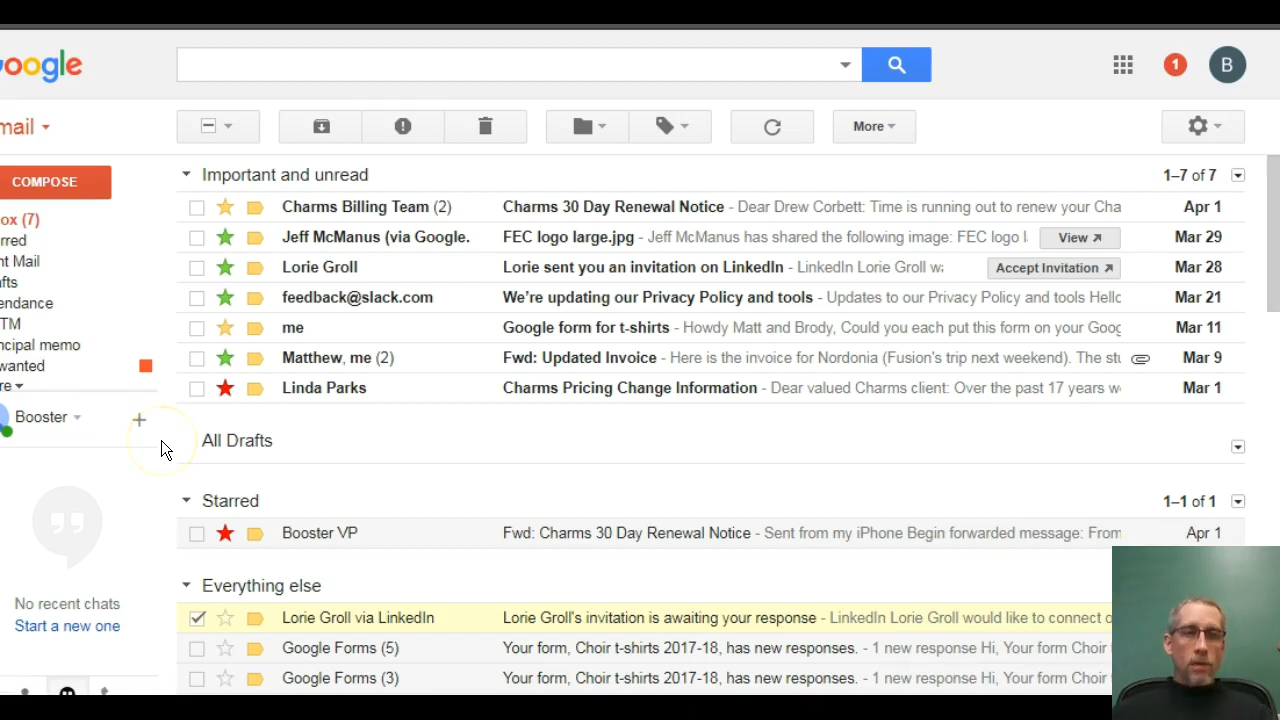 oogle
1
B
mail
More
COMPOSE
ox (7)
rred
nt Mail
afts
endance
TM
ncipal memo
wanted
re
Booster
No recent chats
Start a new one
Important and unread 1–7 of 7
Charms Billing Team (2) Charms 30 Day Renewal Notice - Dear Drew Corbett: Time is running out to renew your Cha Apr 1
Jeff McManus (via Google. FEC logo large.jpg - Jeff McManus has shared the following image: FEC logo l View Mar 29
Lorie Groll Lorie sent you an invitation on LinkedIn - LinkedIn Lorie Groll wa Accept Invitation Mar 28
feedback@slack.com We're updating our Privacy Policy and tools - Updates to our Privacy Policy and tools Hello Mar 21
me Google form for t-shirts - Howdy Matt and Brody, Could you each put this form on your Goog Mar 11
Matthew, me (2) Fwd: Updated Invoice - Here is the invoice for Nordonia (Fusion's trip next weekend). The stu Mar 9
Linda Parks Charms Pricing Change Information - Dear valued Charms client: Over the past 17 years we Mar 1
All Drafts
Starred 1–1 of 1
Booster VP Fwd: Charms 30 Day Renewal Notice - Sent from my iPhone Begin forwarded message: From Apr 1
Everything else
Lorie Groll via LinkedIn Lorie Groll's invitation is awaiting your response - LinkedIn Lorie Groll would like to connect o
Google Forms (5) Your form, Choir t-shirts 2017-18, has new responses. - 1 new response Hi, Your form Choir
Google Forms (3) Your form, Choir t-shirts 2017-18, has new responses. - 1 new response Hi, Your form Choir